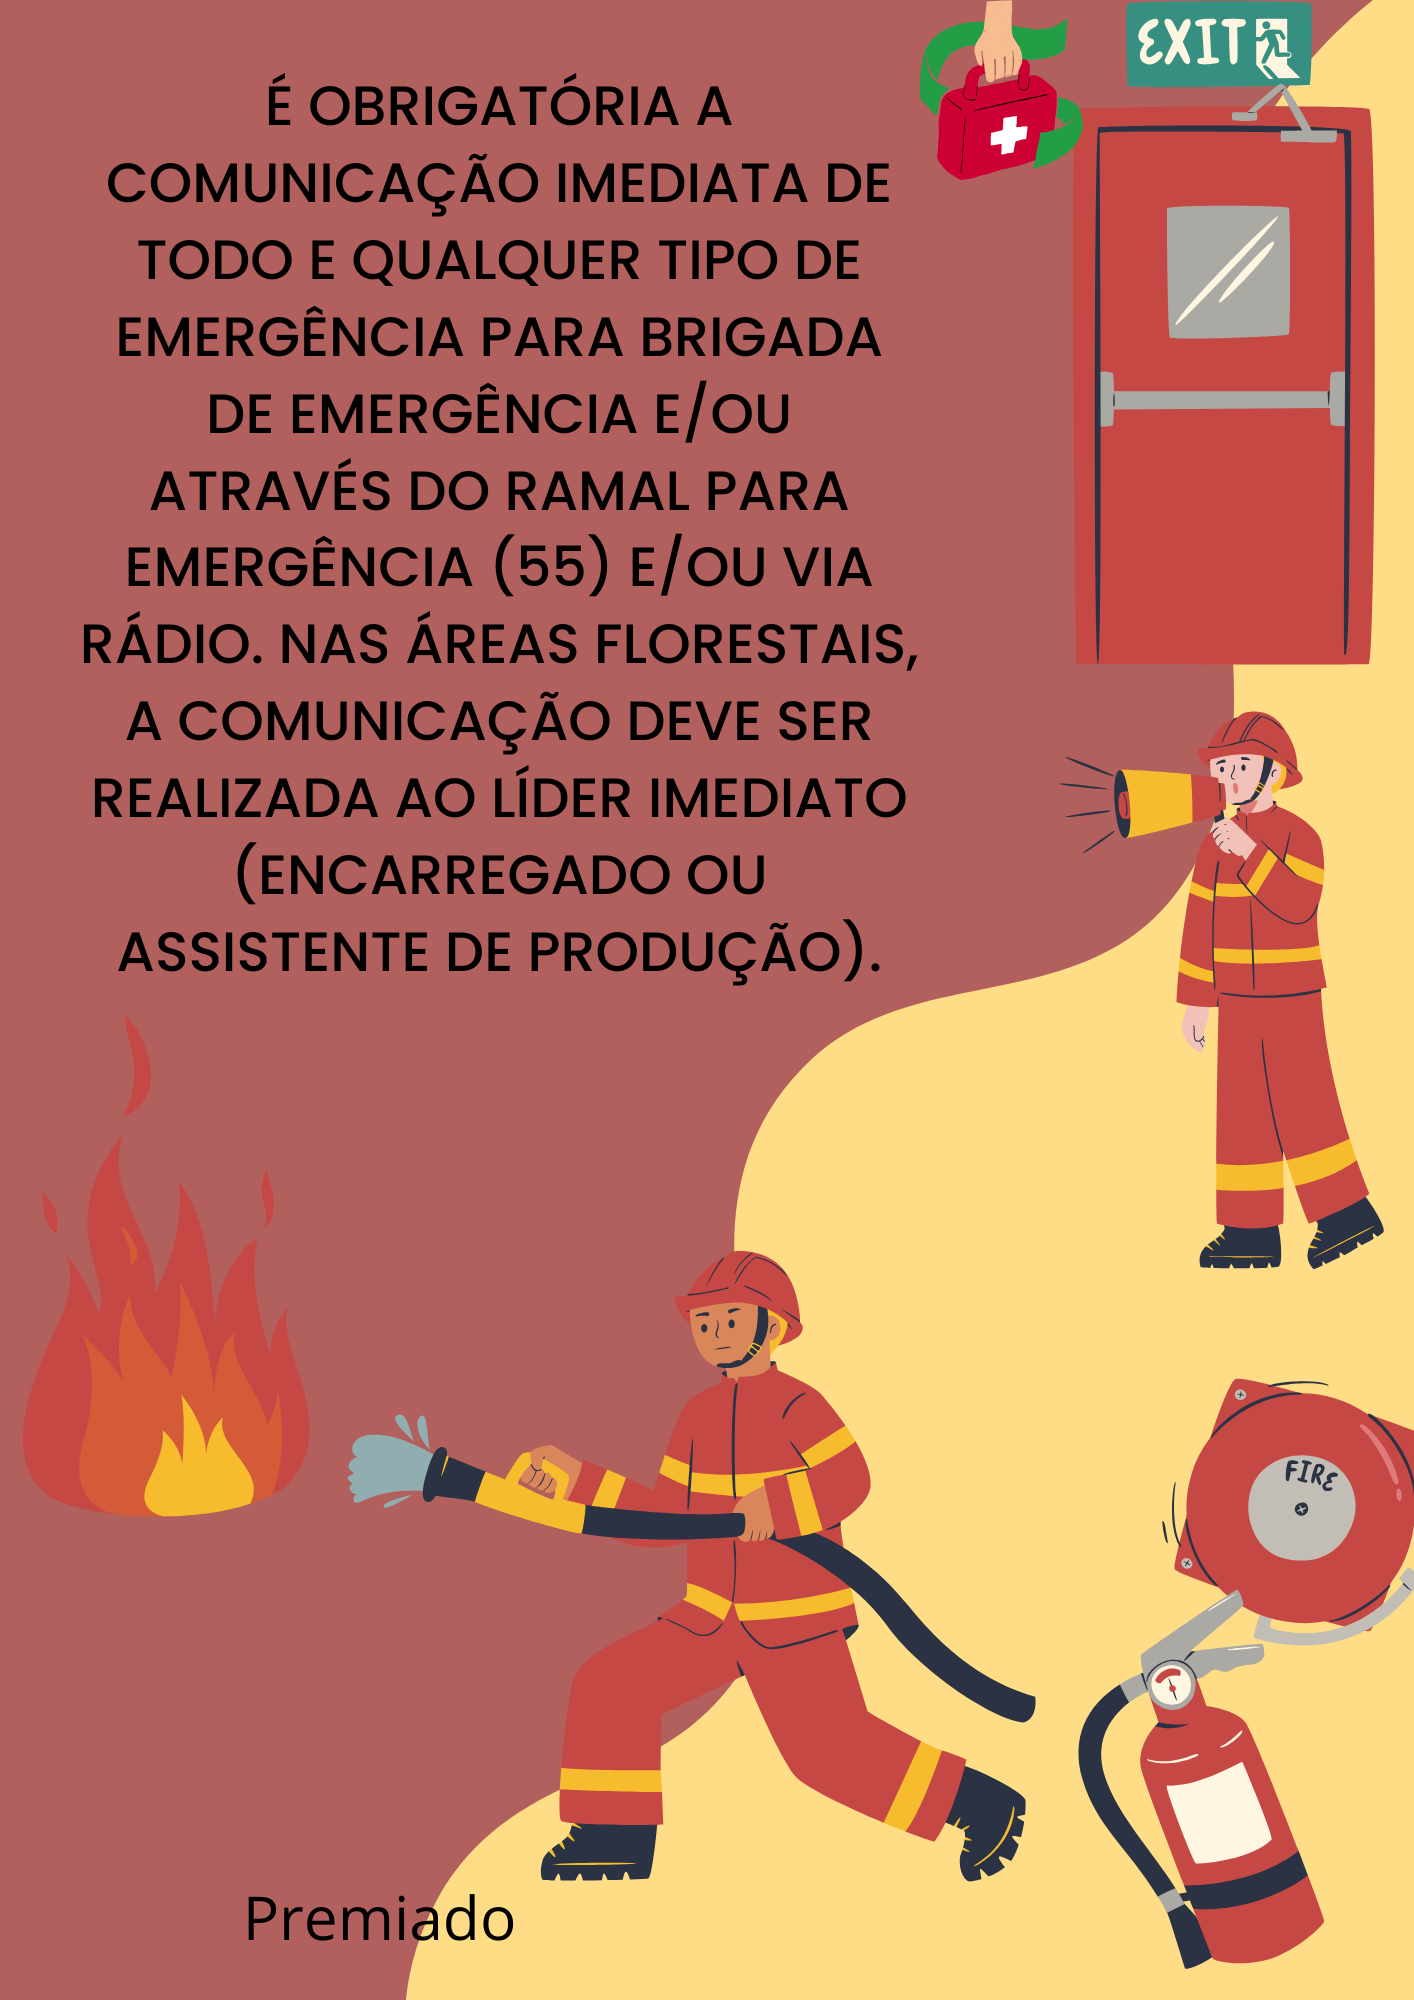 É OBRIGATÓRIA A
COMUNICAÇÃO IMEDIATA DE
TODO E QUALQUER TIPO DE
EMERGÊNCIA PARA BRIGADA
DE EMERGÊNCIA E/OU
ATRAVÉS DO RAMAL PARA
EMERGÊNCIA (55) E/OU VIA
RÁDIO. NAS ÁREAS FLORESTAIS,
A COMUNICAÇÃO DEVE SER
REALIZADA AO LÍDER IMEDIATO
(ENCARREGADO OU
ASSISTENTE DE PRODUÇÃO).
EXIT
FIRE
Premiado